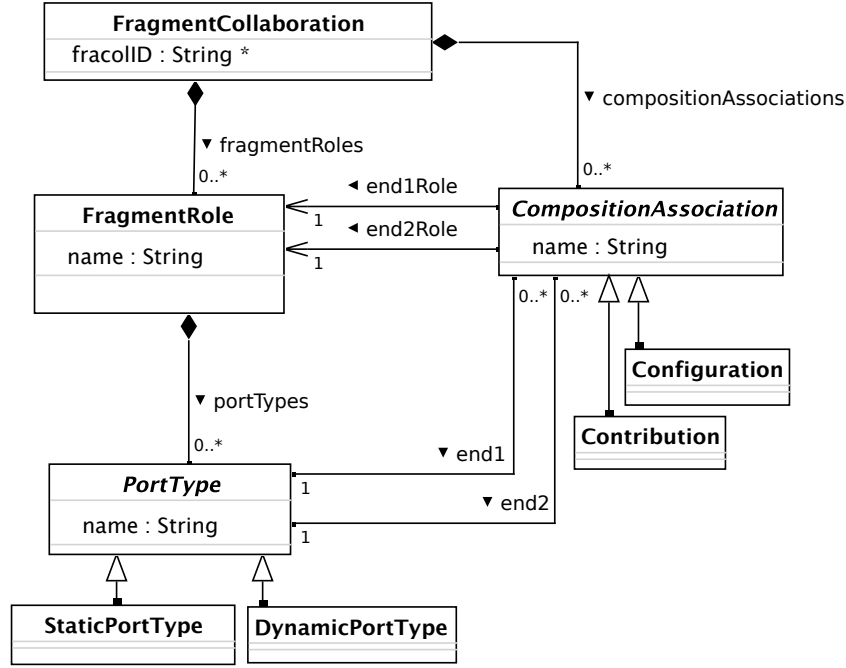 FragmentCollaboration
fracolID : String *
▼ compositionAssociations
▼ fragmentRoles
0..*
0..*
FragmentRole
name : String
◄ end1Role
1
◄ end2Role
1
CompositionAssociation
name : String
0..*
0..*
Configuration
Contribution
▼ portTypes
0..*
▼ end1
1
▼ end2
1
PortType
name : String
StaticPortType
DynamicPortType